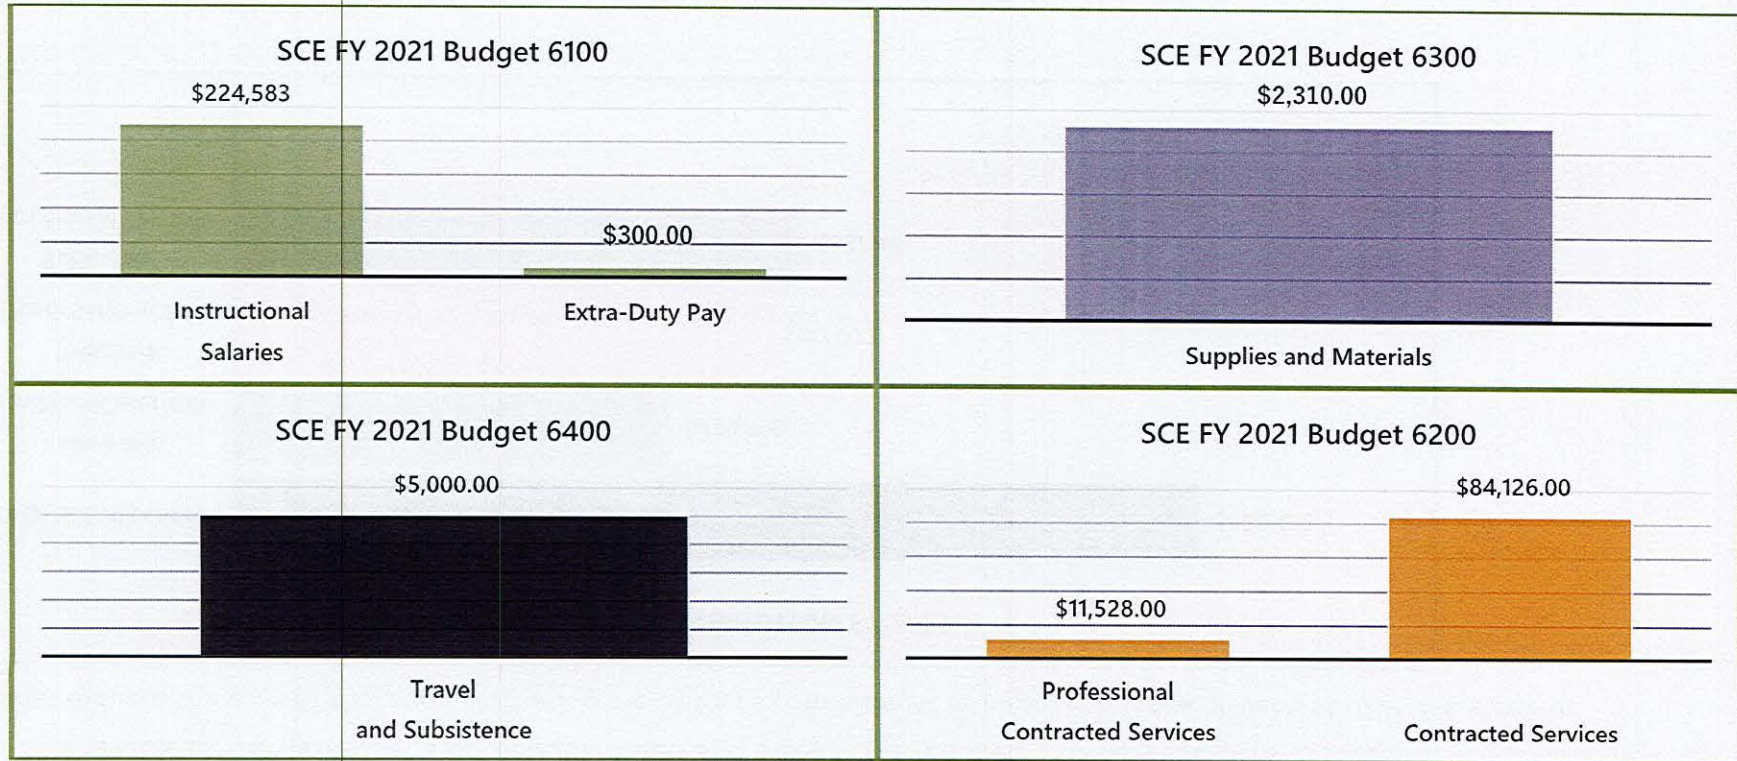 SCE FY 2021 Budget 6100
$224,583
$300.00
Instructional
Salaries
Extra-Duty Pay
SCE FY 2021 Budget 6300
$2,310.00
Supplies and Materials
SCE FY 2021 Budget 6400
$5,000.00
Travel
and Subsistence
SCE FY 2021 Budget 6200
$11,528.00
$84,126.00
Professional
Contracted Services
Contracted Services